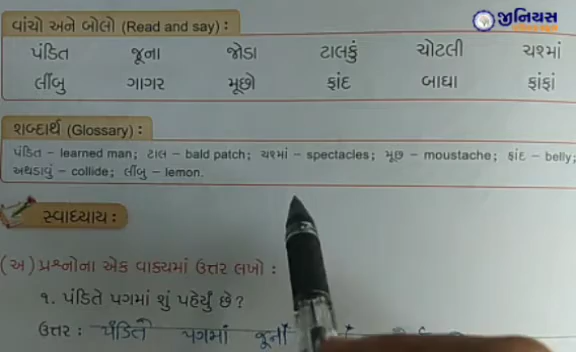 વાંચો અને બોલો (Read and say) :
જીનિયસ
પંડિત જૂના જોડા ટાલકું ચોટલી ચશ્માં
લીંબુ ગાગર મૂછો ફાંદ બાઘા ફાંફાં
શબ્દાર્થ (Glossary) :
પંડિત – learned man; ટાલ – bald patch; ચશ્માં – spectacles; મૂછ – moustache; ફાંદ – belly;
અથડાવું – collide; લીંબુ – lemon.
સ્વાધ્યાય :
(અ) પ્રશ્નોના એક વાક્યમાં ઉત્તર લખો :
૧. પંડિતે પગમાં શું પહેર્યું છે ?
ઉત્તર : પંડિતે પગમાં જૂનાં